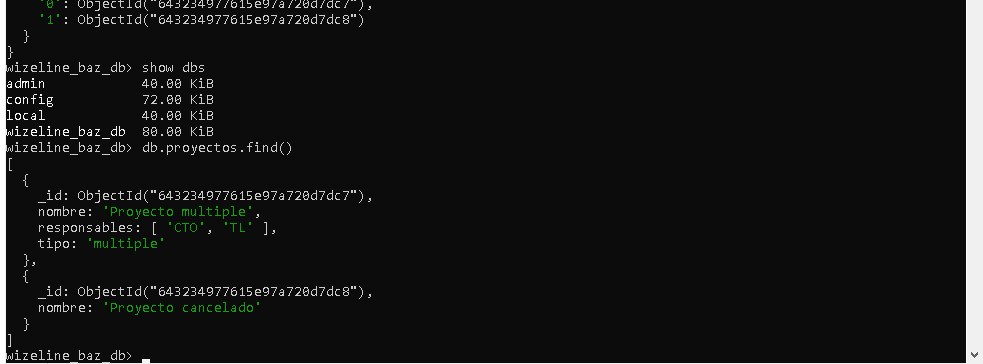 '0': ObjectId("643234977615e97a720d7dc7"),
'1': ObjectId("643234977615e97a720d7dc8")
}
}
wizeline_baz_db> show dbs
admin 40.00 KiB
config 72.00 KiB
local 40.00 KiB
wizeline_baz_db 80.00 KiB
wizeline_baz_db> db.proyectos.find()
[
{
_id: ObjectId("643234977615e97a720d7dc7"),
nombre: 'Proyecto multiple',
responsables: [ 'CTO', 'TL' ],
tipo: 'multiple'
},
{
_id: ObjectId("643234977615e97a720d7dc8"),
nombre: 'Proyecto cancelado'
}
]
wizeline_baz_db>